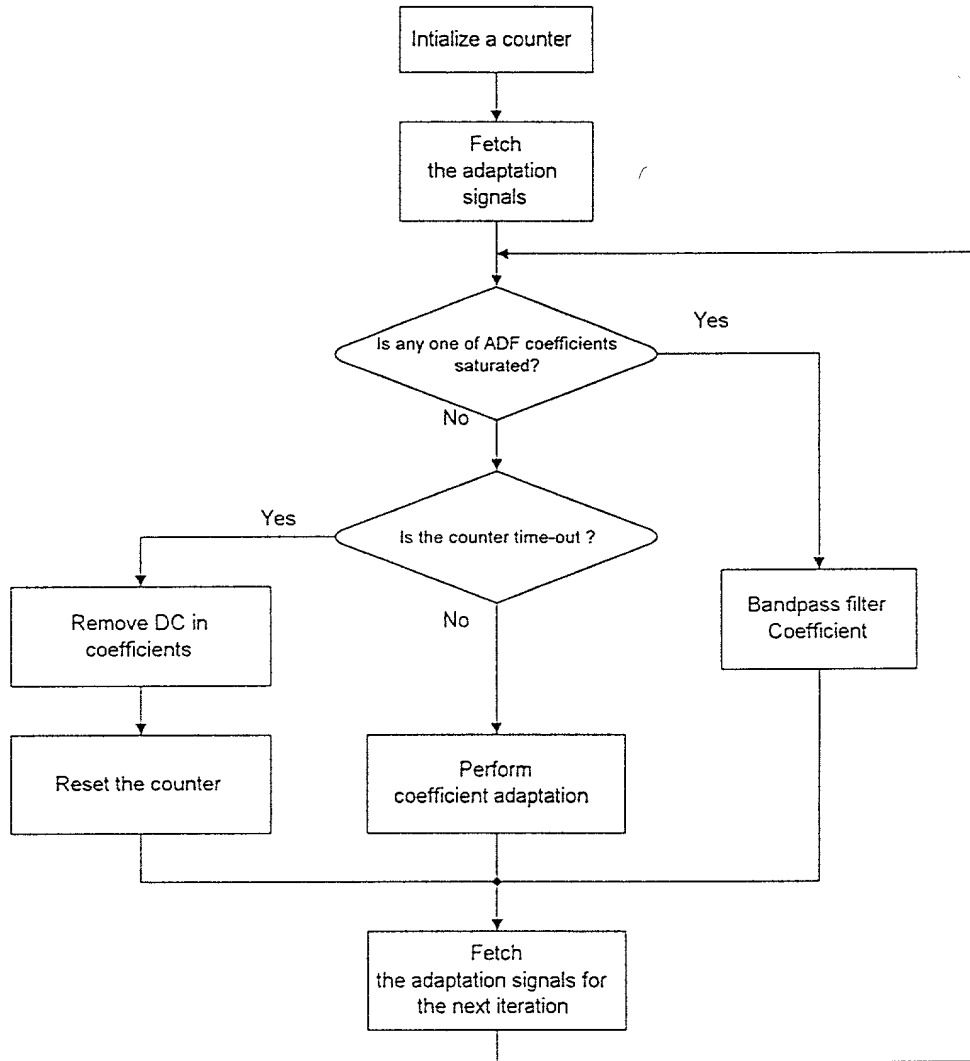 Intialize a counter
Fetch
the adaptation
signals
Is any one of ADF coefficients
saturated?
Yes
No
Is the counter time-out ?
Yes
No
Remove DC in
coefficients
Bandpass filter
Coefficient
Reset the counter
Perform
coefficient adaptation
Fetch
the adaptation signals for
the next iteration